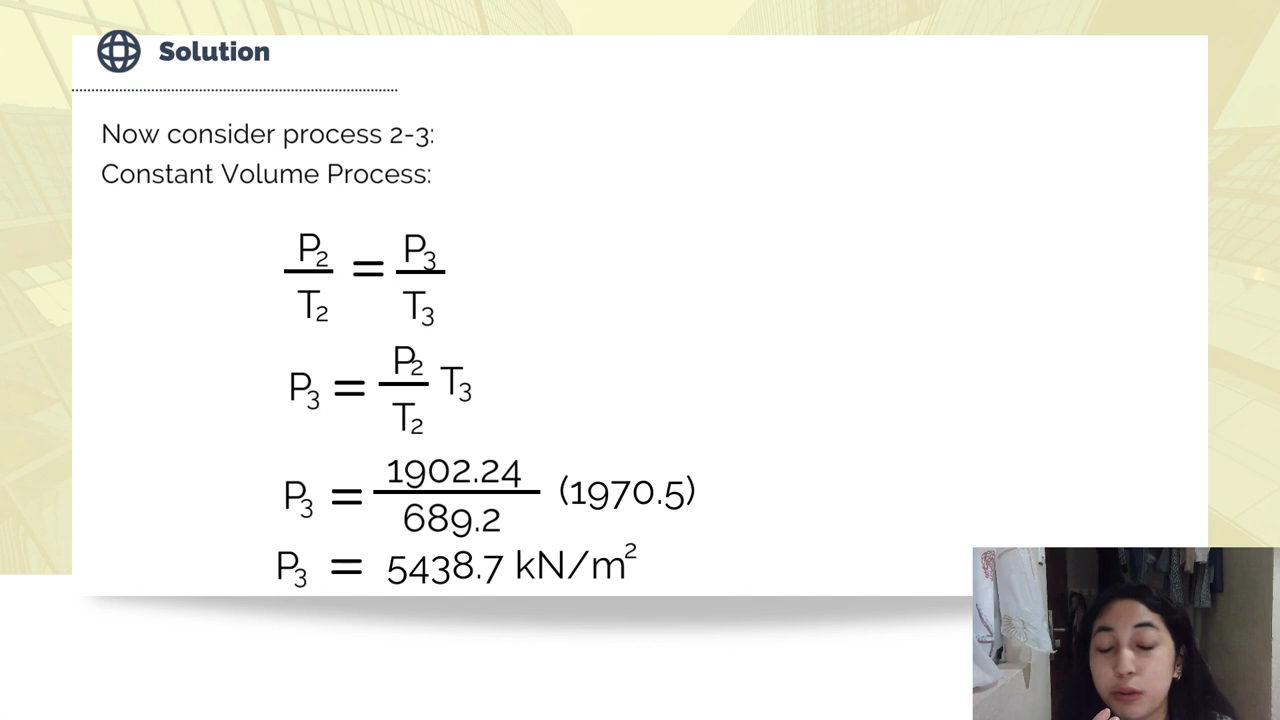 Solution
Now consider process 2-3:
Constant Volume Process:
P₂/T₂ = P₃/T₃
P₃ = P₂/T₂ T₃
P₃ = 1902.24/689.2 (1970.5)
P₃ = 5438.7 kN/m²